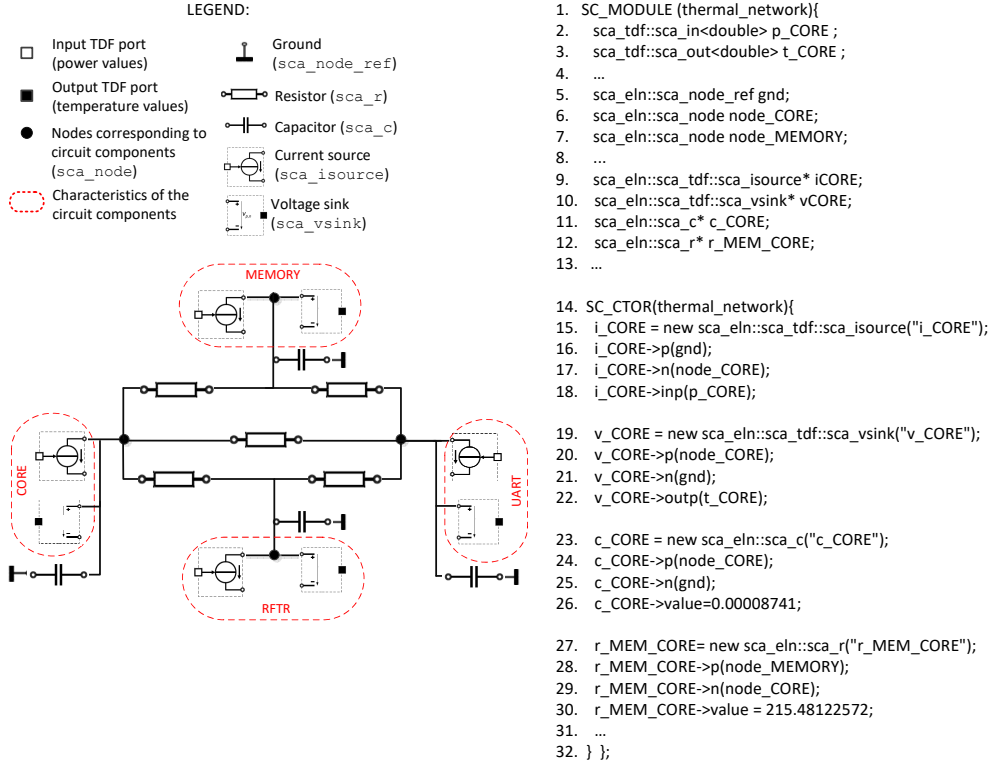 LEGEND:
Input TDF port
(power values)
Output TDF port
(temperature values)
Nodes corresponding to
circuit components
(sca_node)
Characteristics of the
circuit components
Ground
(sca_node_ref)
Resistor (sca_r)
Capacitor (sca_c)
Current source
(sca_isource)
Voltage sink
(sca_vsink)
MEMORY
CORE
UART
RFTR
1. SC_MODULE (thermal_network){
2. sca_tdf::sca_in<double> p_CORE ;
3. sca_tdf::sca_out<double> t_CORE ;
4. …
5. sca_eln::sca_node_ref gnd;
6. sca_eln::sca_node node_CORE;
7. sca_eln::sca_node node_MEMORY;
8. ...
9. sca_eln::sca_tdf::sca_isource* iCORE;
10. sca_eln::sca_tdf::sca_vsink* vCORE;
11. sca_eln::sca_c* c_CORE;
12. sca_eln::sca_r* r_MEM_CORE;
13. …
14. SC_CTOR(thermal_network){
15. i_CORE = new sca_eln::sca_tdf::sca_isource("i_CORE");
16. i_CORE->p(gnd);
17. i_CORE->n(node_CORE);
18. i_CORE->inp(p_CORE);
19. v_CORE = new sca_eln::sca_tdf::sca_vsink("v_CORE");
20. v_CORE->p(node_CORE);
21. v_CORE->n(gnd);
22. v_CORE->outp(t_CORE);
23. c_CORE = new sca_eln::sca_c("c_CORE");
24. c_CORE->p(node_CORE);
25. c_CORE->n(gnd);
26. c_CORE->value=0.00008741;
27. r_MEM_CORE= new sca_eln::sca_r("r_MEM_CORE");
28. r_MEM_CORE->p(node_MEMORY);
29. r_MEM_CORE->n(node_CORE);
30. r_MEM_CORE->value = 215.48122572;
31. …
32. } };